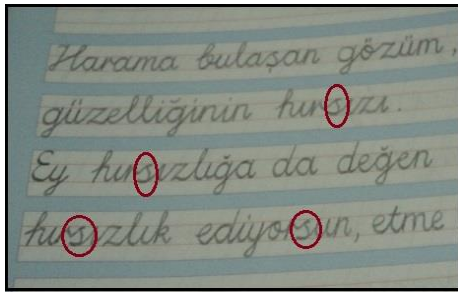 Harama bulaşan gözüm,
güzelliğinin hırsızı.
Ey hırsızlığa da değen
hırsızlık ediyorsun, etme